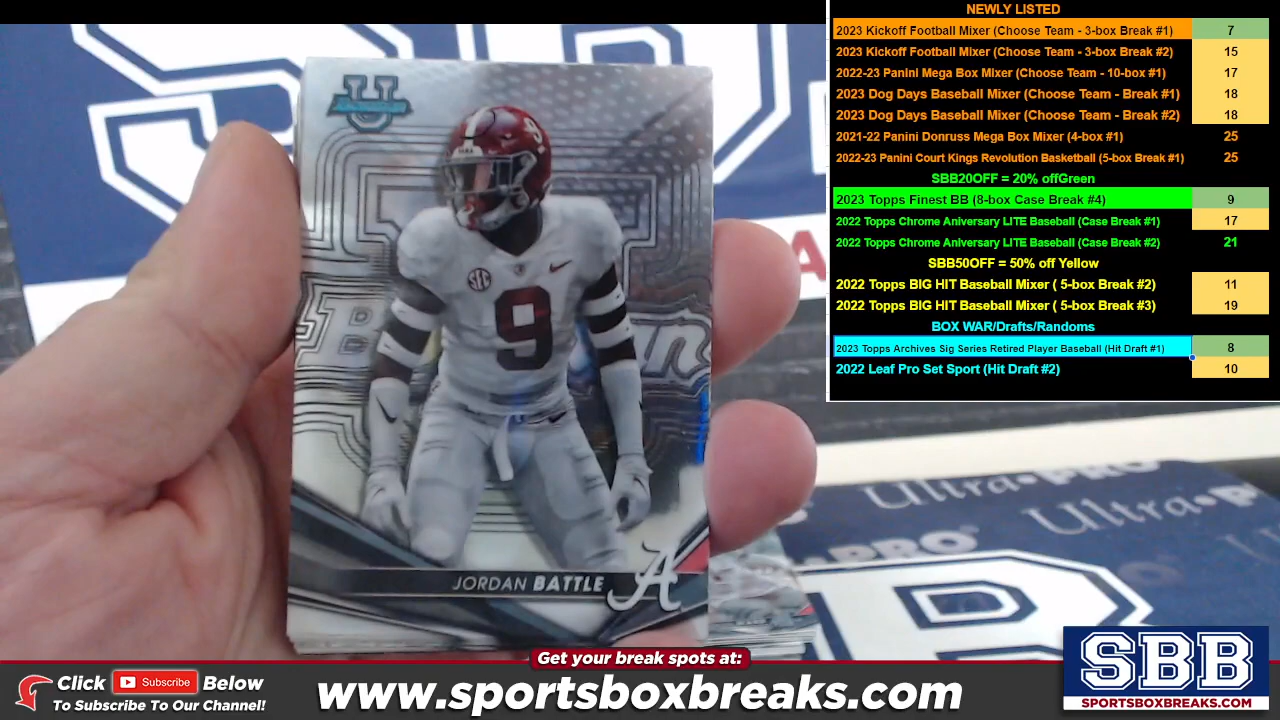 NEWLY LISTED
2023 Kickoff Football Mixer (Choose Team - 3-box Break #1) 7
2023 Kickoff Football Mixer (Choose Team - 3-box Break #2) 15
2022-23 Panini Mega Box Mixer (Choose Team - 10-box #1) 17
2023 Dog Days Baseball Mixer (Choose Team - Break #1) 18
2023 Dog Days Baseball Mixer (Choose Team - Break #2) 18
2021-22 Panini Donruss Mega Box Mixer (4-box #1) 25
2022-23 Panini Court Kings Revolution Basketball (5-box Break #1) 25
SBB20OFF = 20% offGreen
2023 Topps Finest BB (8-box Case Break #4) 9
2022 Topps Chrome Aniversary LITE Baseball (Case Break #1) 17
2022 Topps Chrome Aniversary LITE Baseball (Case Break #2) 21
SBB50OFF = 50% off Yellow
2022 Topps BIG HIT Baseball Mixer ( 5-box Break #2) 11
2022 Topps BIG HIT Baseball Mixer ( 5-box Break #3) 19
BOX WAR/Drafts/Randoms
2023 Topps Archives Sig Series Retired Player Baseball (Hit Draft #1) 8
2022 Leaf Pro Set Sport (Hit Draft #2) 10
U
Bowman
SEC
9
JORDAN BATTLE
A
Ultra PRO
Ultra P
PRO
Get your break spots at:
Click Subscribe Below
To Subscribe To Our Channel!
www.sportsboxbreaks.com
SBB
SPORTSBOXBREAKS.COM